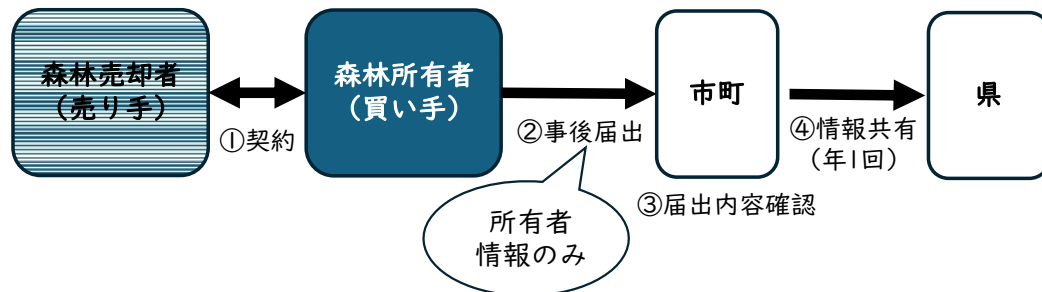 森林売却者
(売り手)
①契約
森林所有者
(買い手)
②事後届出
所有者
情報のみ
市町
③届出内容確認
④情報共有
(年1回)
県